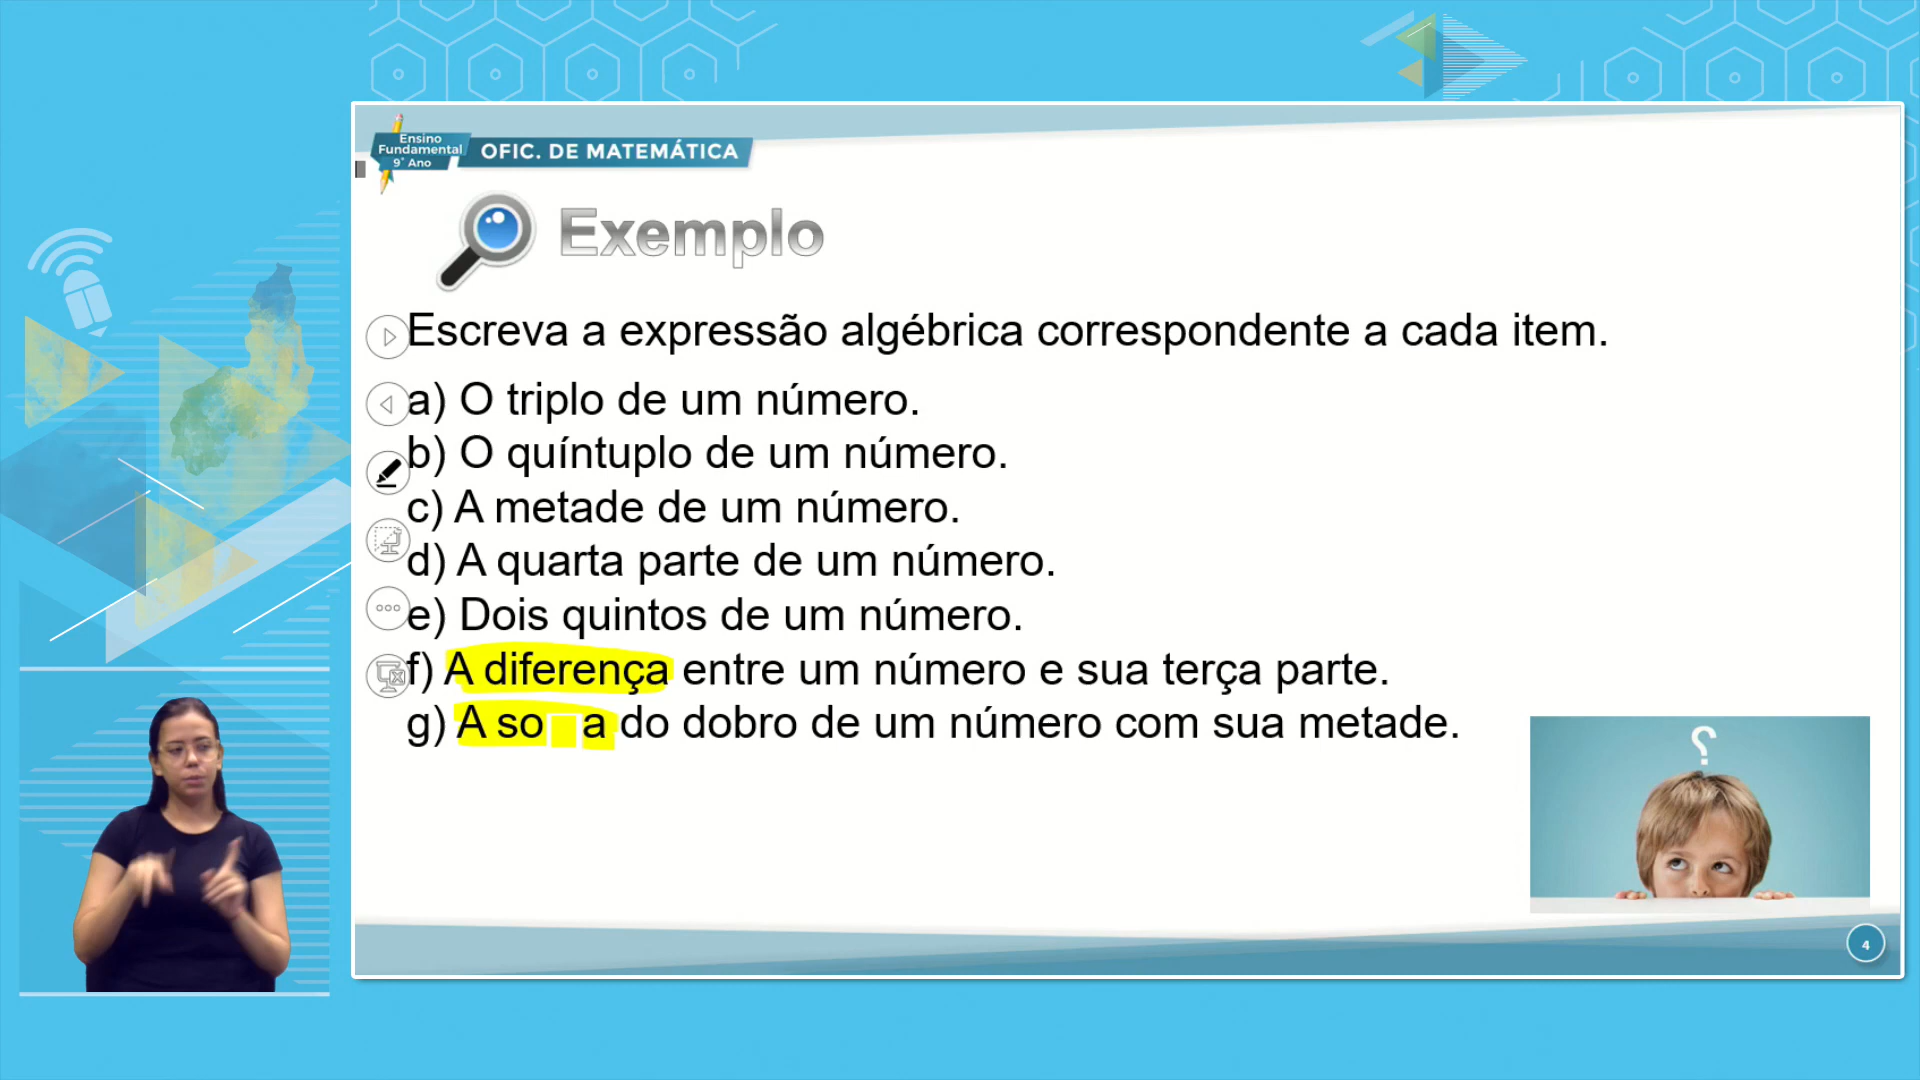 Ensino
Fundamental
9° Ano
OFIC. DE MATEMÁTICA
Exemplo
Escreva a expressão algébrica correspondente a cada item.
a) O triplo de um número.
b) O quíntuplo de um número.
c) A metade de um número.
d) A quarta parte de um número.
e) Dois quintos de um número.
f) A diferença entre um número e sua terça parte.
g) A so a do dobro de um número com sua metade.
?
4